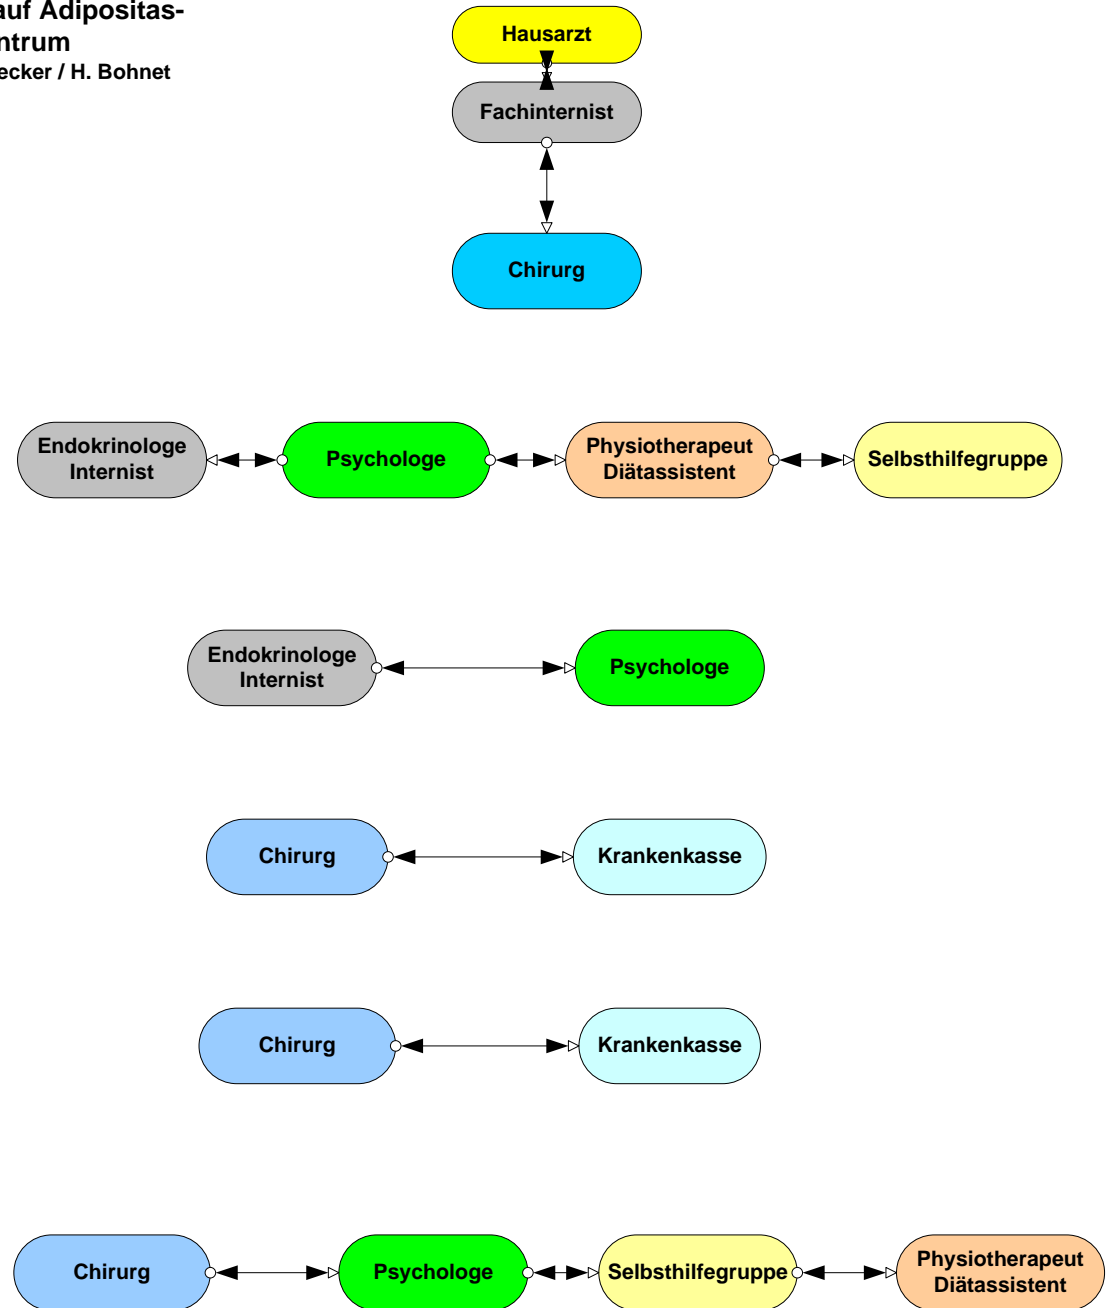 auf Adipositas-
ntrum
ecker / H. Bohnet
Hausarzt
Fachinternist
Chirurg
Endokrinologe
Internist
Psychologe
Physiotherapeut
Diätassistent
Selbsthilfegruppe
Endokrinologe
Internist
Psychologe
Chirurg
Krankenkasse
Chirurg
Krankenkasse
Chirurg
Psychologe
Selbsthilfegruppe
Physiotherapeut
Diätassistent